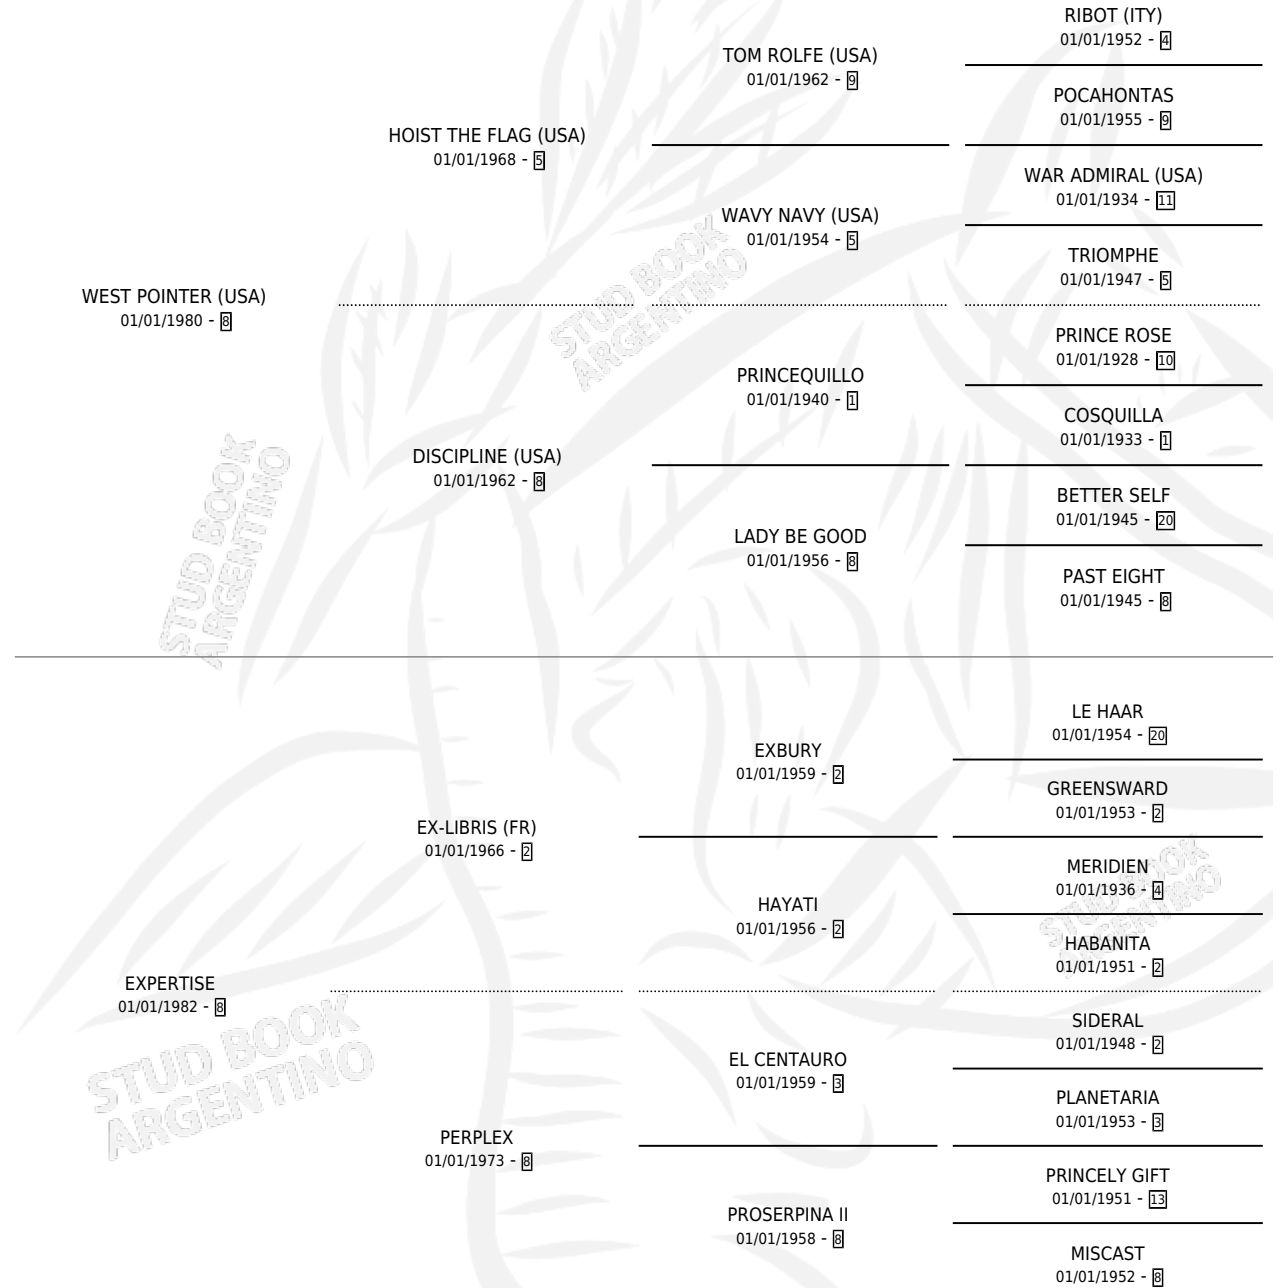 RIBOT (ITY)
01/01/1952 - 4
TOM ROLFE (USA)
01/01/1962 - 9
POCAHONTAS
01/01/1955 - 9
HOIST THE FLAG (USA)
01/01/1968 - 5
WAR ADMIRAL (USA)
01/01/1934 - 11
WAVY NAVY (USA)
01/01/1954 - 5
TRIOMPHE
01/01/1947 - 5
WEST POINTER (USA)
01/01/1980 - 8
PRINCE ROSE
01/01/1928 - 10
PRINCEQUILLO
01/01/1940 - 1
COSQUILLA
01/01/1933 - 1
DISCIPLINE (USA)
01/01/1962 - 8
BETTER SELF
01/01/1945 - 20
LADY BE GOOD
01/01/1956 - 8
PAST EIGHT
01/01/1945 - 8
LE HAAR
01/01/1954 - 20
EXBURY
01/01/1959 - 2
GREENSWARD
01/01/1953 - 2
EX-LIBRIS (FR)
01/01/1966 - 2
MERIDIEN
01/01/1936 - 4
HAYATI
01/01/1956 - 2
HABANITA
01/01/1951 - 2
EXPERTISE
01/01/1982 - 8
SIDERAL
01/01/1948 - 2
EL CENTAURO
01/01/1959 - 3
PLANETARIA
01/01/1953 - 3
PERPLEX
01/01/1973 - 8
PRINCELY GIFT
01/01/1951 - 13
PROSERPINA II
01/01/1958 - 8
MISCAST
01/01/1952 - 8
STUD BOOK
ARGENTINO
STUD BOOK
ARGENTINO
STUD BOOK
ARGENTINO
STUD BOOK
ARGENTINO